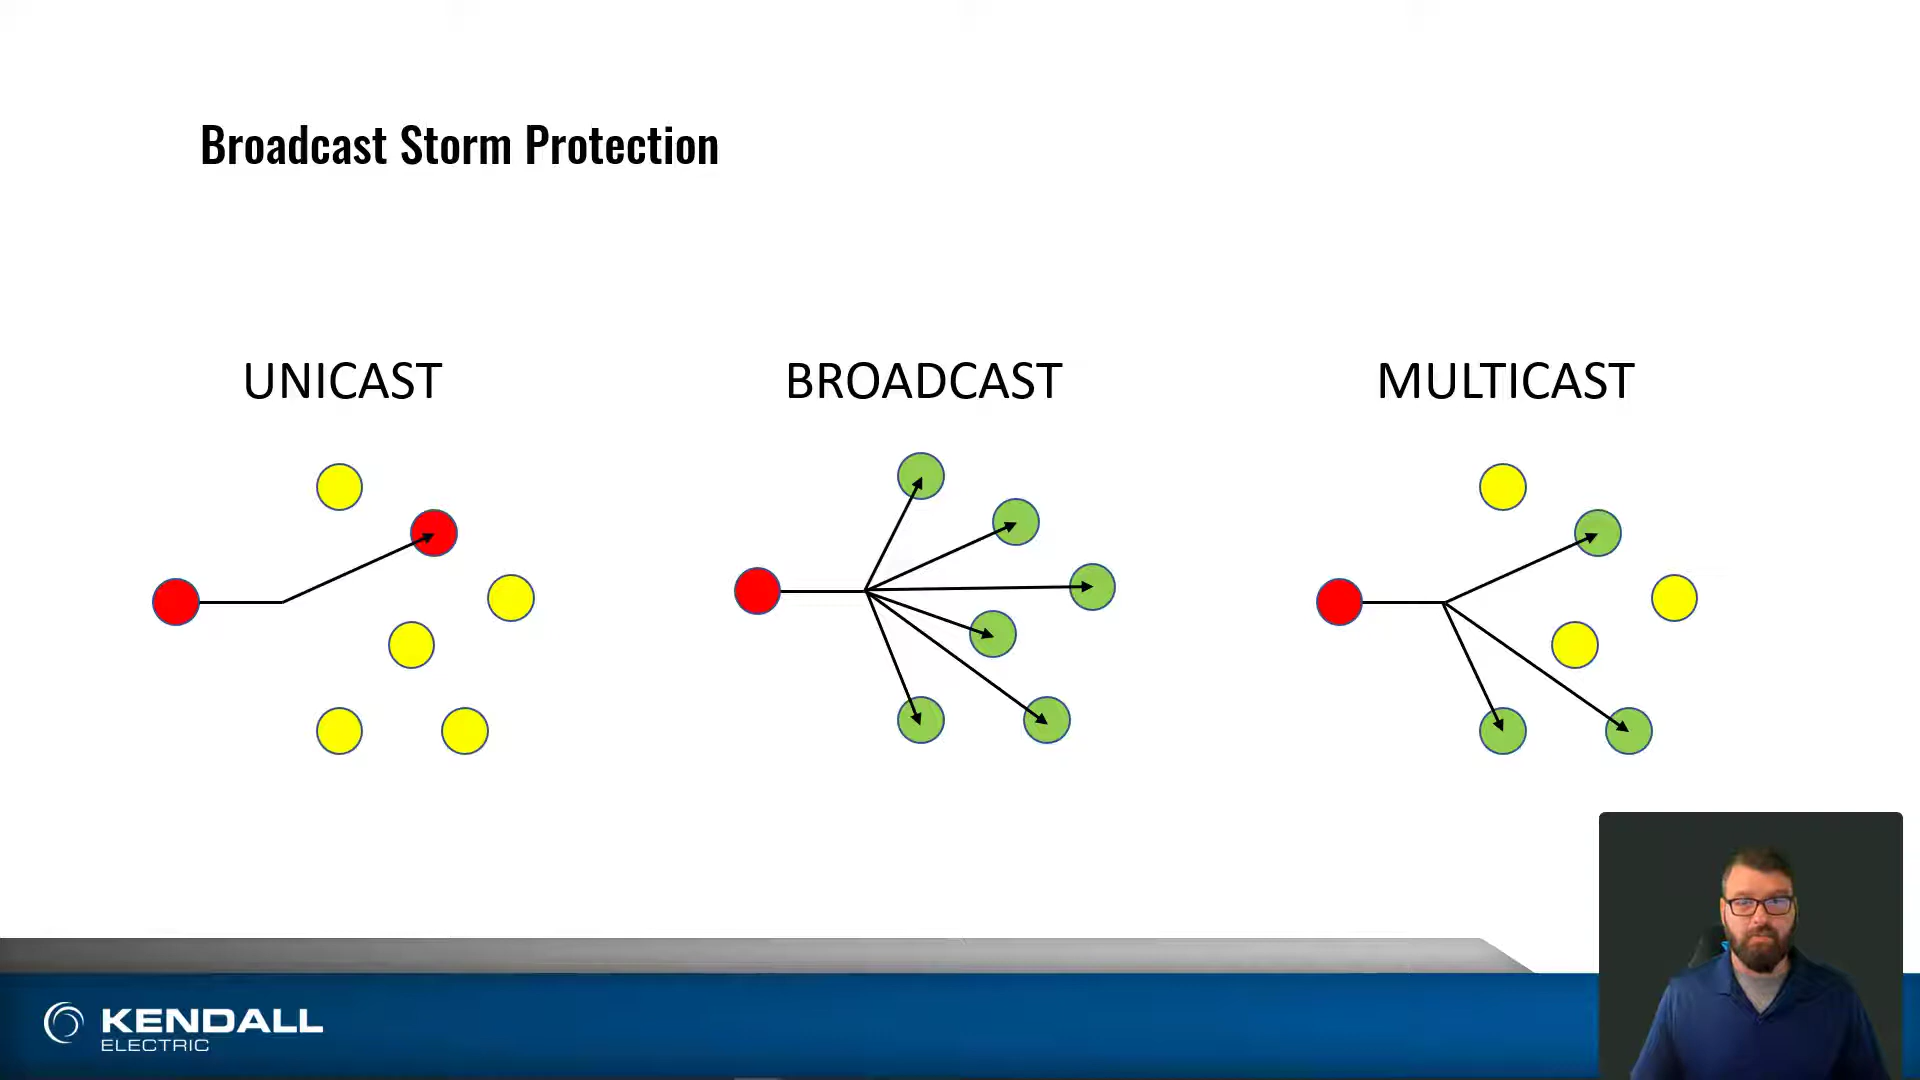 Broadcast Storm Protection
UNICAST
BROADCAST
MULTICAST
KENDALL
ELECTRIC